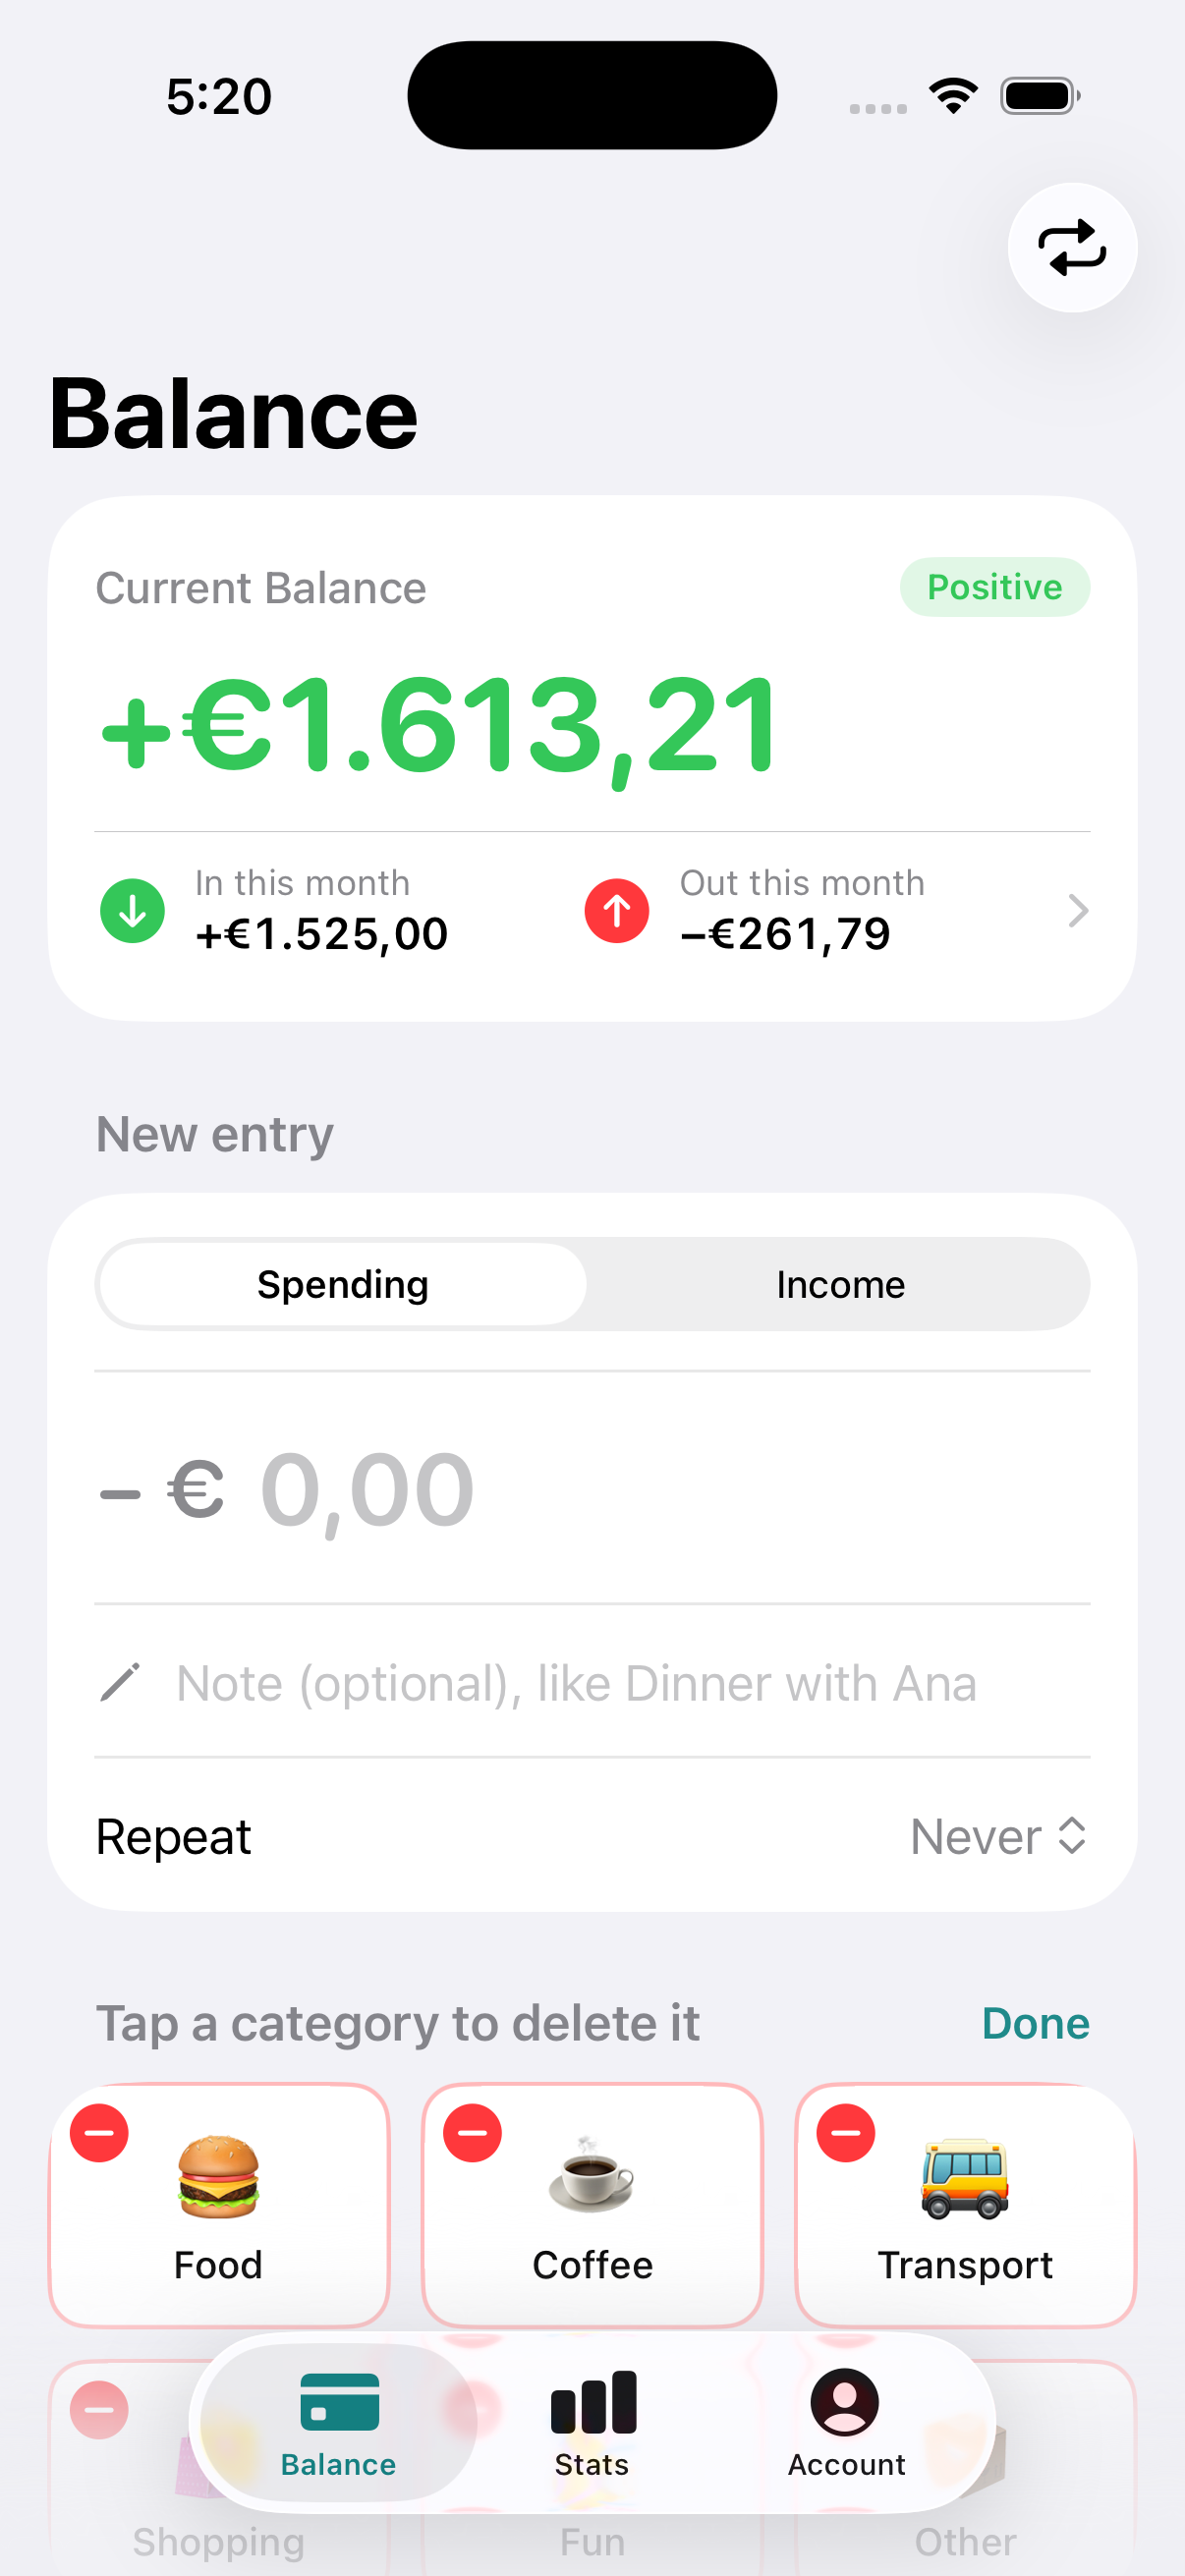 5:20
Balance
Current Balance
Positive
+€1.613,21
In this month
+€1.525,00
Out this month
–€261,79
New entry
Spending
Income
– € 0,00
Note (optional), like Dinner with Ana
Repeat
Never
Tap a category to delete it
Done
Food
Coffee
Transport
Balance
Stats
Account
Shopping
Fun
Other